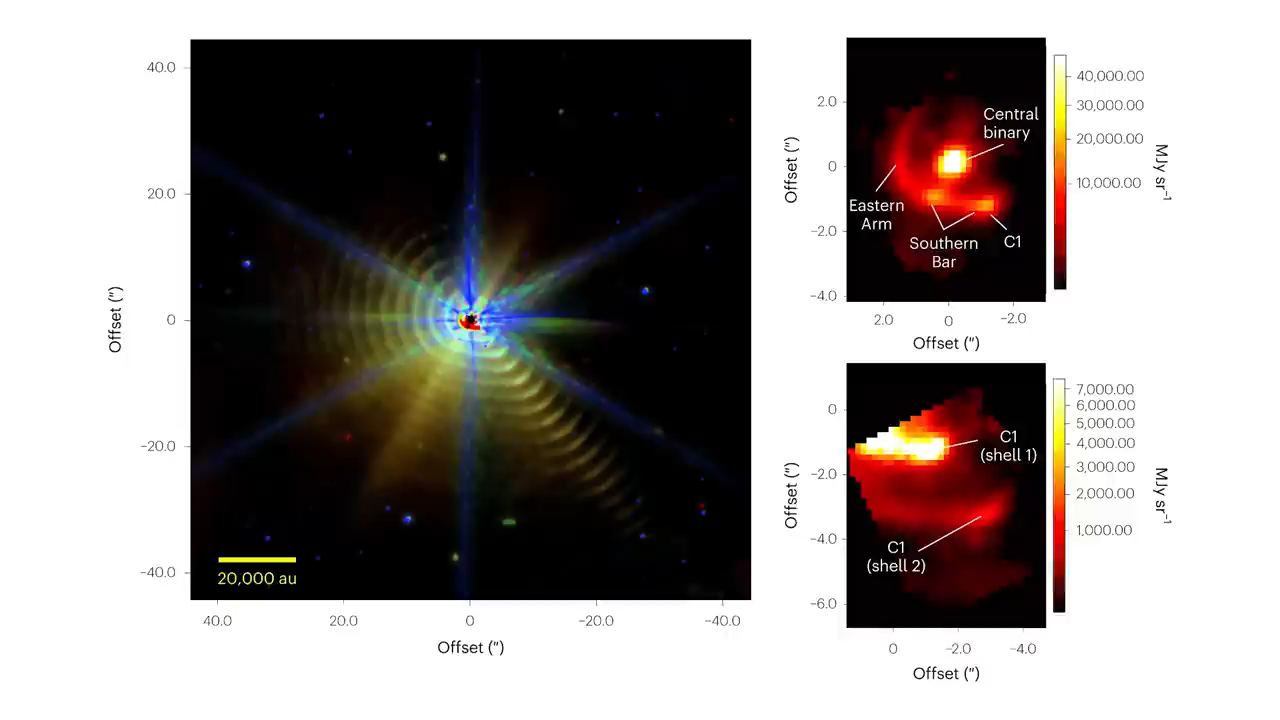 40.0
20.0
0
−20.0
−40.0
Offset (″)
20,000 au
40.0
20.0
0
−20.0
−40.0
Offset (″)
2.0
0
−2.0
−4.0
Offset (″)
Central
binary
Eastern
Arm
Southern
Bar
C1
2.0
0
−2.0
Offset (″)
40,000.00
30,000.00
20,000.00
10,000.00
MJy sr⁻¹
0
−2.0
−4.0
−6.0
Offset (″)
C1
(shell 1)
C1
(shell 2)
0
−2.0
−4.0
Offset (″)
7,000.00
6,000.00
5,000.00
4,000.00
3,000.00
2,000.00
1,000.00
MJy sr⁻¹